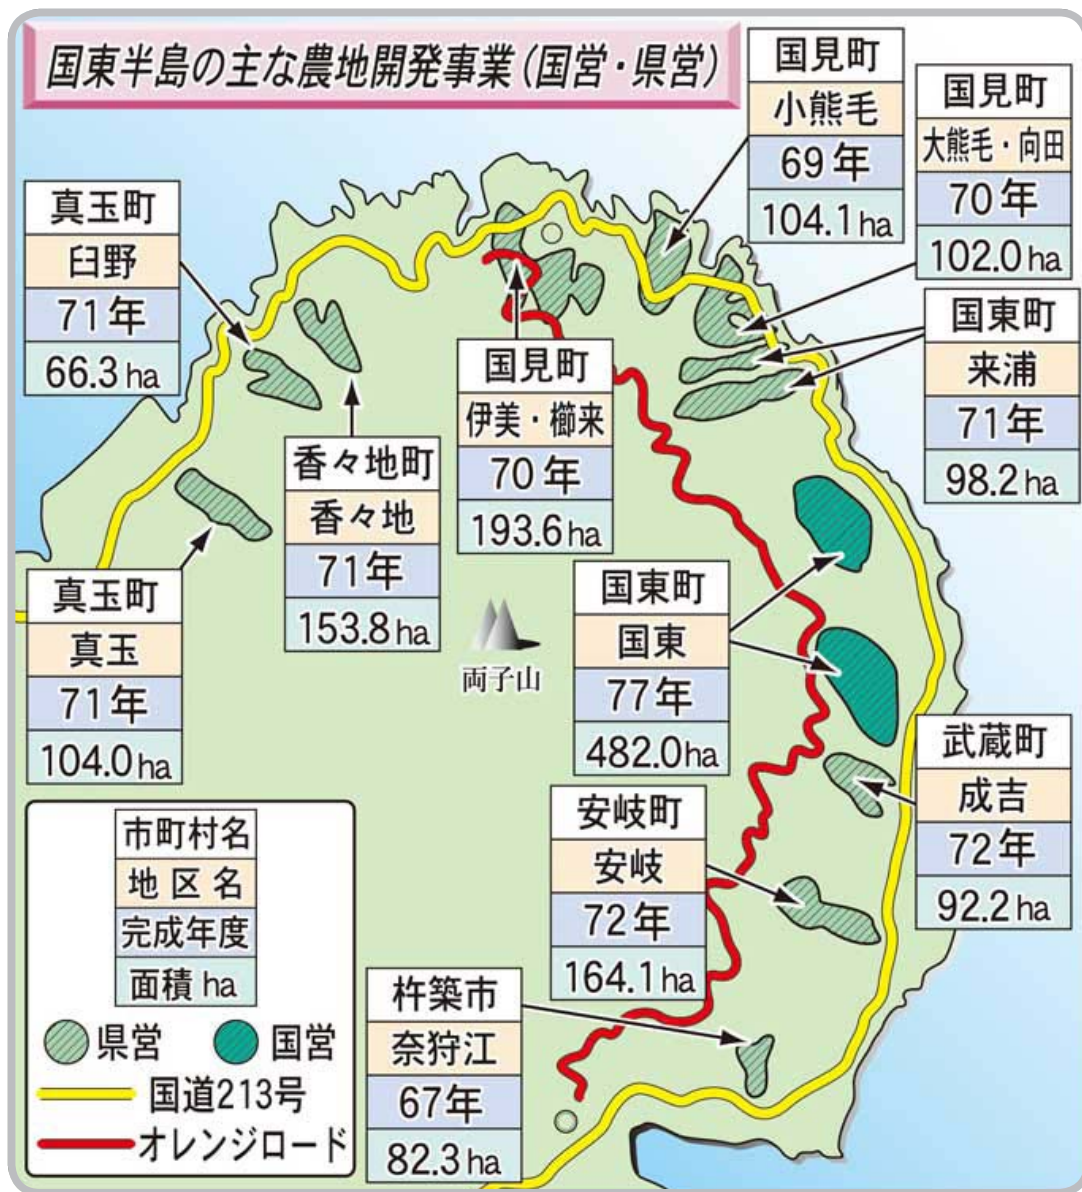 国東半島の主な農地開発事業(国営・県営)
国見町
小熊毛
69年
104.1ha
国見町
大熊毛・向田
70年
102.0ha
真玉町
臼野
71年
66.3ha
国東町
来浦
71年
98.2ha
国見町
伊美・櫛来
70年
193.6ha
香々地町
香々地
71年
153.8ha
真玉町
真玉
71年
104.0ha
両子山
国東町
国東
77年
482.0ha
武蔵町
成吉
72年
92.2ha
安岐町
安岐
72年
164.1ha
杵築市
奈狩江
67年
82.3ha
市町村名
地区名
完成年度
面積 ha
県営 国営
国道213号
オレンジロード